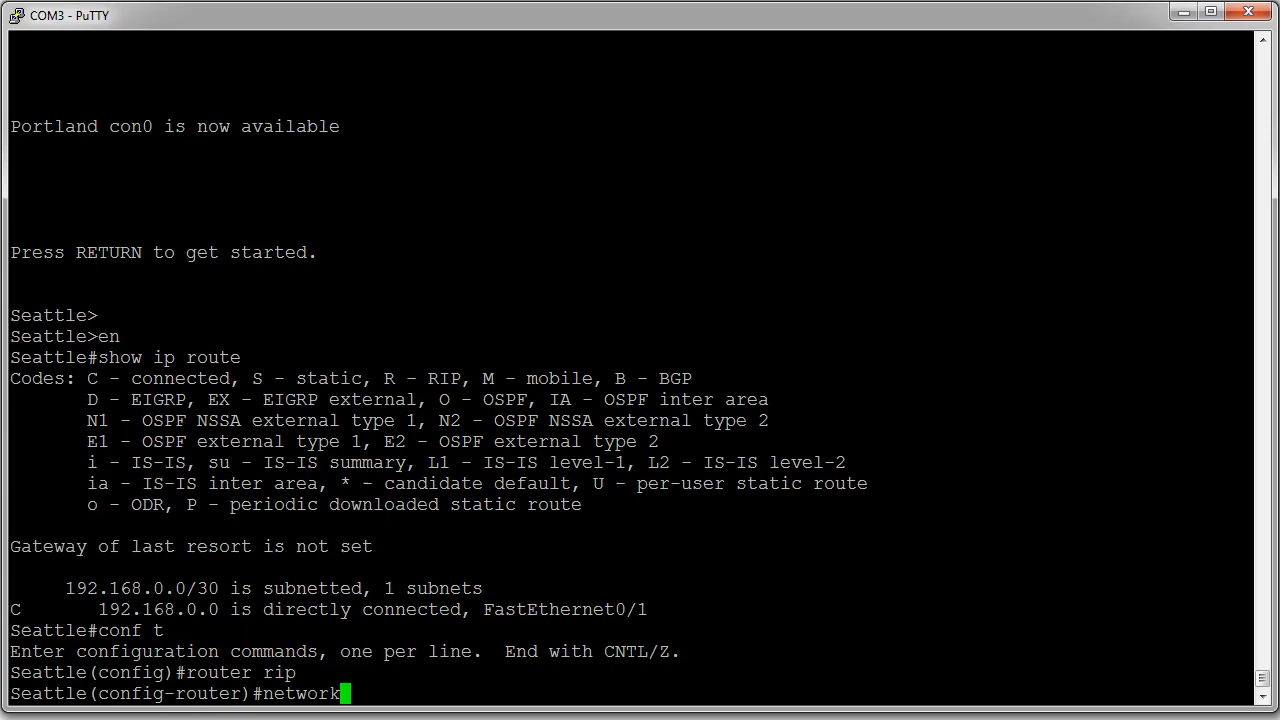 COM3 - PuTTY
Portland con0 is now available
Press RETURN to get started.
Seattle>
Seattle>en
Seattle#show ip route
Codes: C - connected, S - static, R - RIP, M - mobile, B - BGP
       D - EIGRP, EX - EIGRP external, O - OSPF, IA - OSPF inter area
       N1 - OSPF NSSA external type 1, N2 - OSPF NSSA external type 2
       E1 - OSPF external type 1, E2 - OSPF external type 2
       i - IS-IS, su - IS-IS summary, L1 - IS-IS level-1, L2 - IS-IS level-2
       ia - IS-IS inter area, * - candidate default, U - per-user static route
       o - ODR, P - periodic downloaded static route
Gateway of last resort is not set
     192.168.0.0/30 is subnetted, 1 subnets
C       192.168.0.0 is directly connected, FastEthernet0/1
Seattle#conf t
Enter configuration commands, one per line.  End with CNTL/Z.
Seattle(config)#router rip
Seattle(config-router)#network